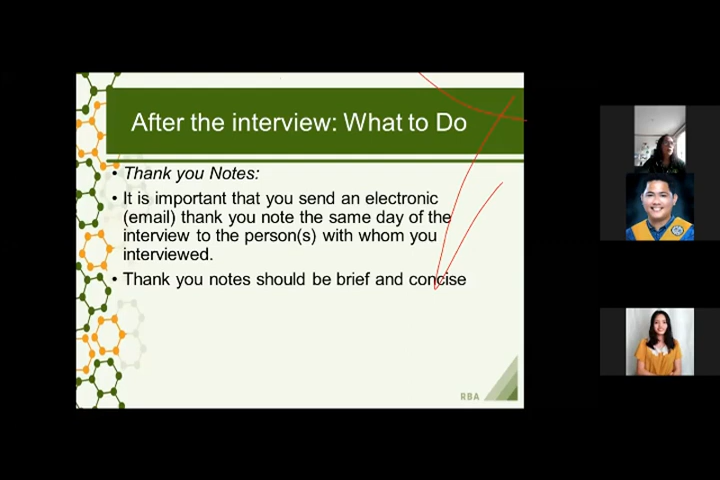 After the interview: What to Do
• Thank you Notes:
• It is important that you send an electronic
(email) thank you note the same day of the
interview to the person(s) with whom you
interviewed.
• Thank you notes should be brief and concise
RBA